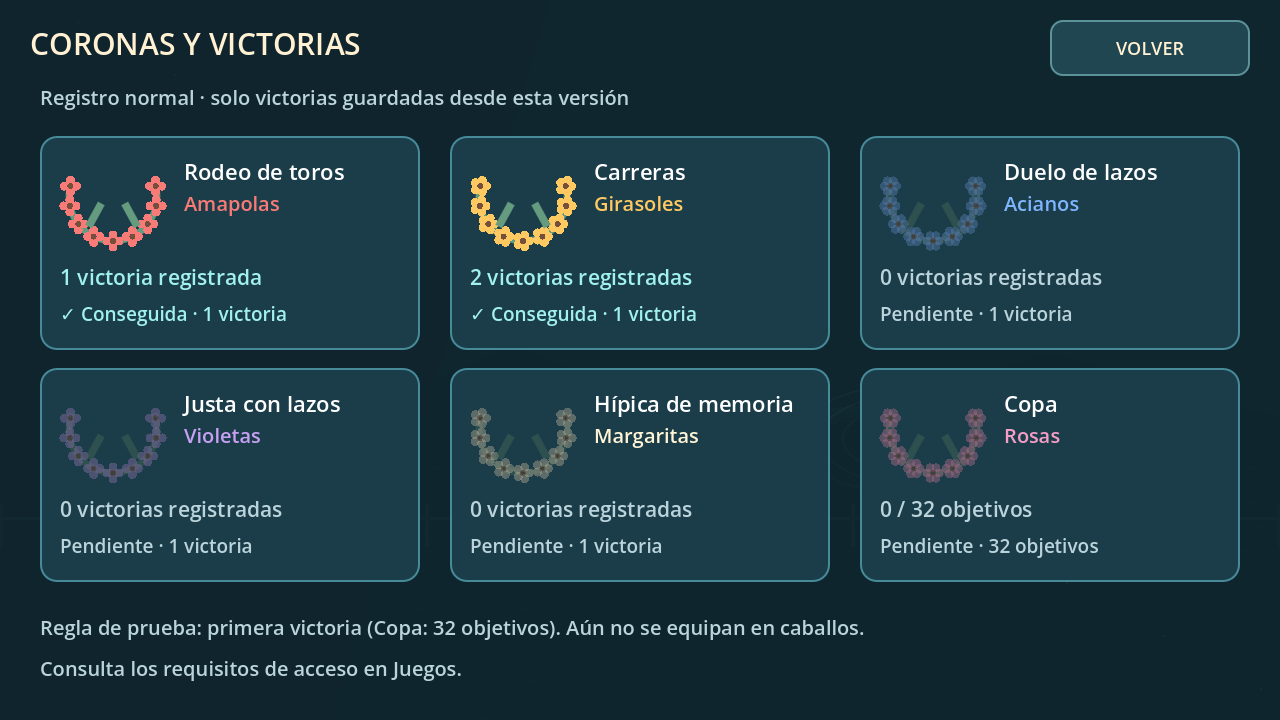 CORONAS Y VICTORIAS
VOLVER
Registro normal · solo victorias guardadas desde esta versión
Rodeo de toros
Amapolas
1 victoria registrada
✓ Conseguida · 1 victoria
Carreras
Girasoles
2 victorias registradas
✓ Conseguida · 1 victoria
Duelo de lazos
Acianos
0 victorias registradas
Pendiente · 1 victoria
Justa con lazos
Violetas
0 victorias registradas
Pendiente · 1 victoria
Hípica de memoria
Margaritas
0 victorias registradas
Pendiente · 1 victoria
Copa
Rosas
0 / 32 objetivos
Pendiente · 32 objetivos
Regla de prueba: primera victoria (Copa: 32 objetivos). Aún no se equipan en caballos.
Consulta los requisitos de acceso en Juegos.